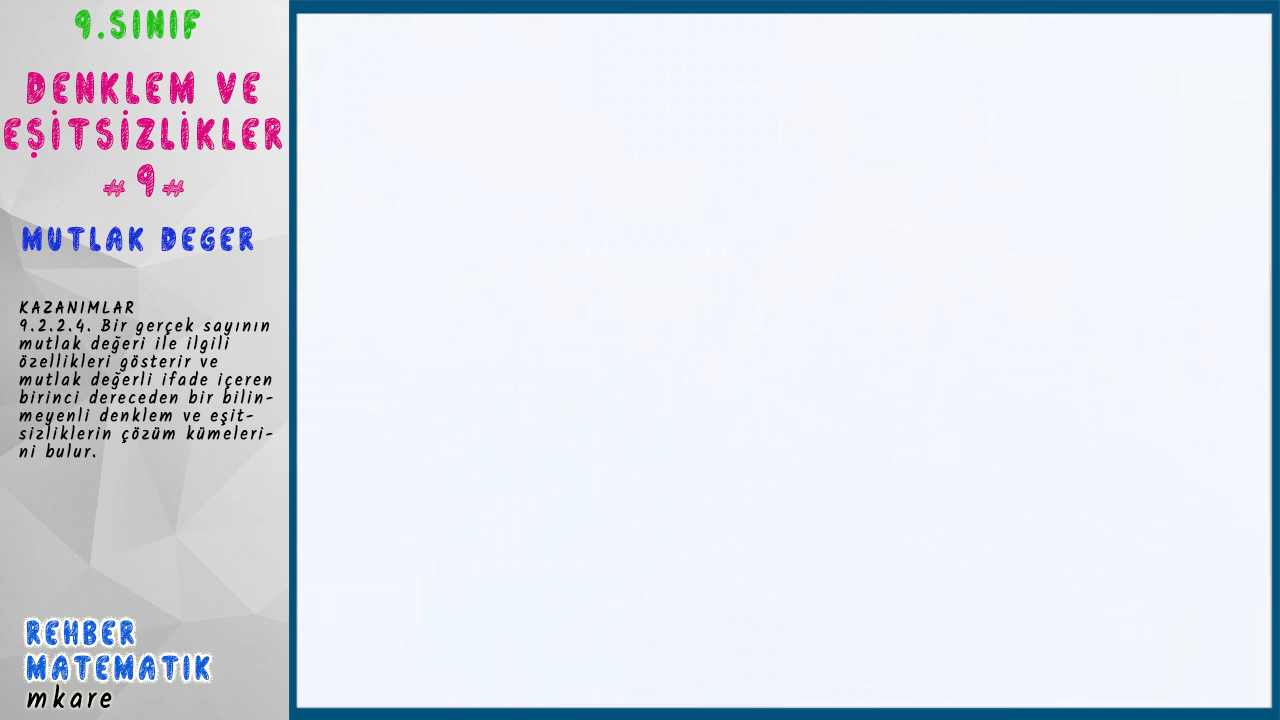 9.SINIF
DENKLEM VE
EŞİTSİZLİKLER
#9#
MUTLAK DEGER
KAZANIMLAR
9.2.2.4. Bir gerçek sayının
mutlak değeri ile ilgili
özellikleri gösterir ve
mutlak değerli ifade içeren
birinci dereceden bir bilin-
meyenli denklem ve eşit-
sizliklerin çözüm kümeleri-
ni bulur.
REHBER
MATEMATIK
mkare